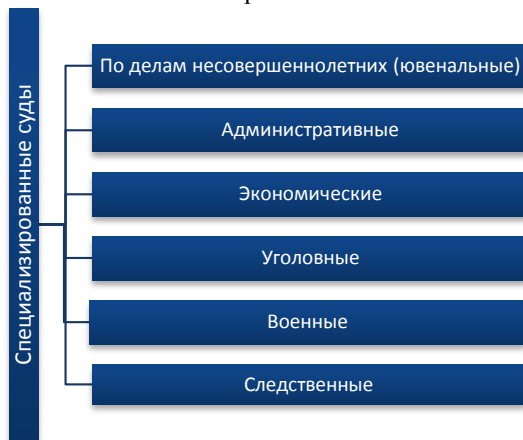 Специализированные суды
По делам несовершеннолетних (ювенальные)
Административные
Экономические
Уголовные
Военные
Следственные